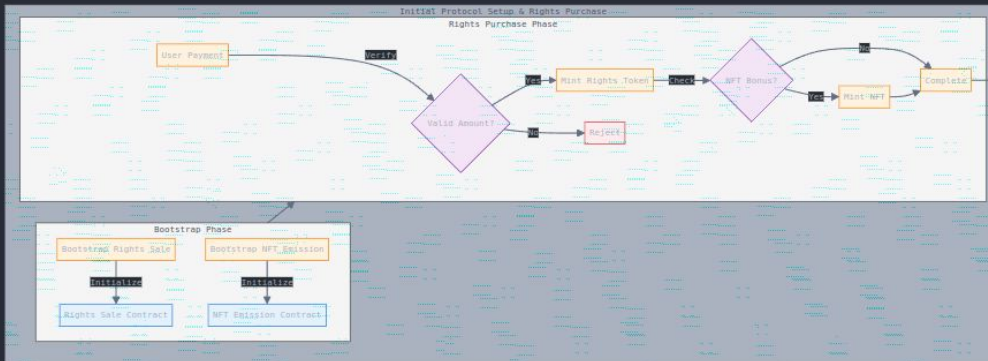 Initial Protocol Setup & Rights Purchase
Rights Purchase Phase
User Payment
Verify
Valid Amount?
Yes
Mint Rights Token
Check
NFT Bonus?
No
Complete
Yes
Mint NFT
No
Reject
Bootstrap Phase
Bootstrap Rights Sale
Bootstrap NFT Emission
Initialize
Initialize
Rights Sale Contract
NFT Emission Contract